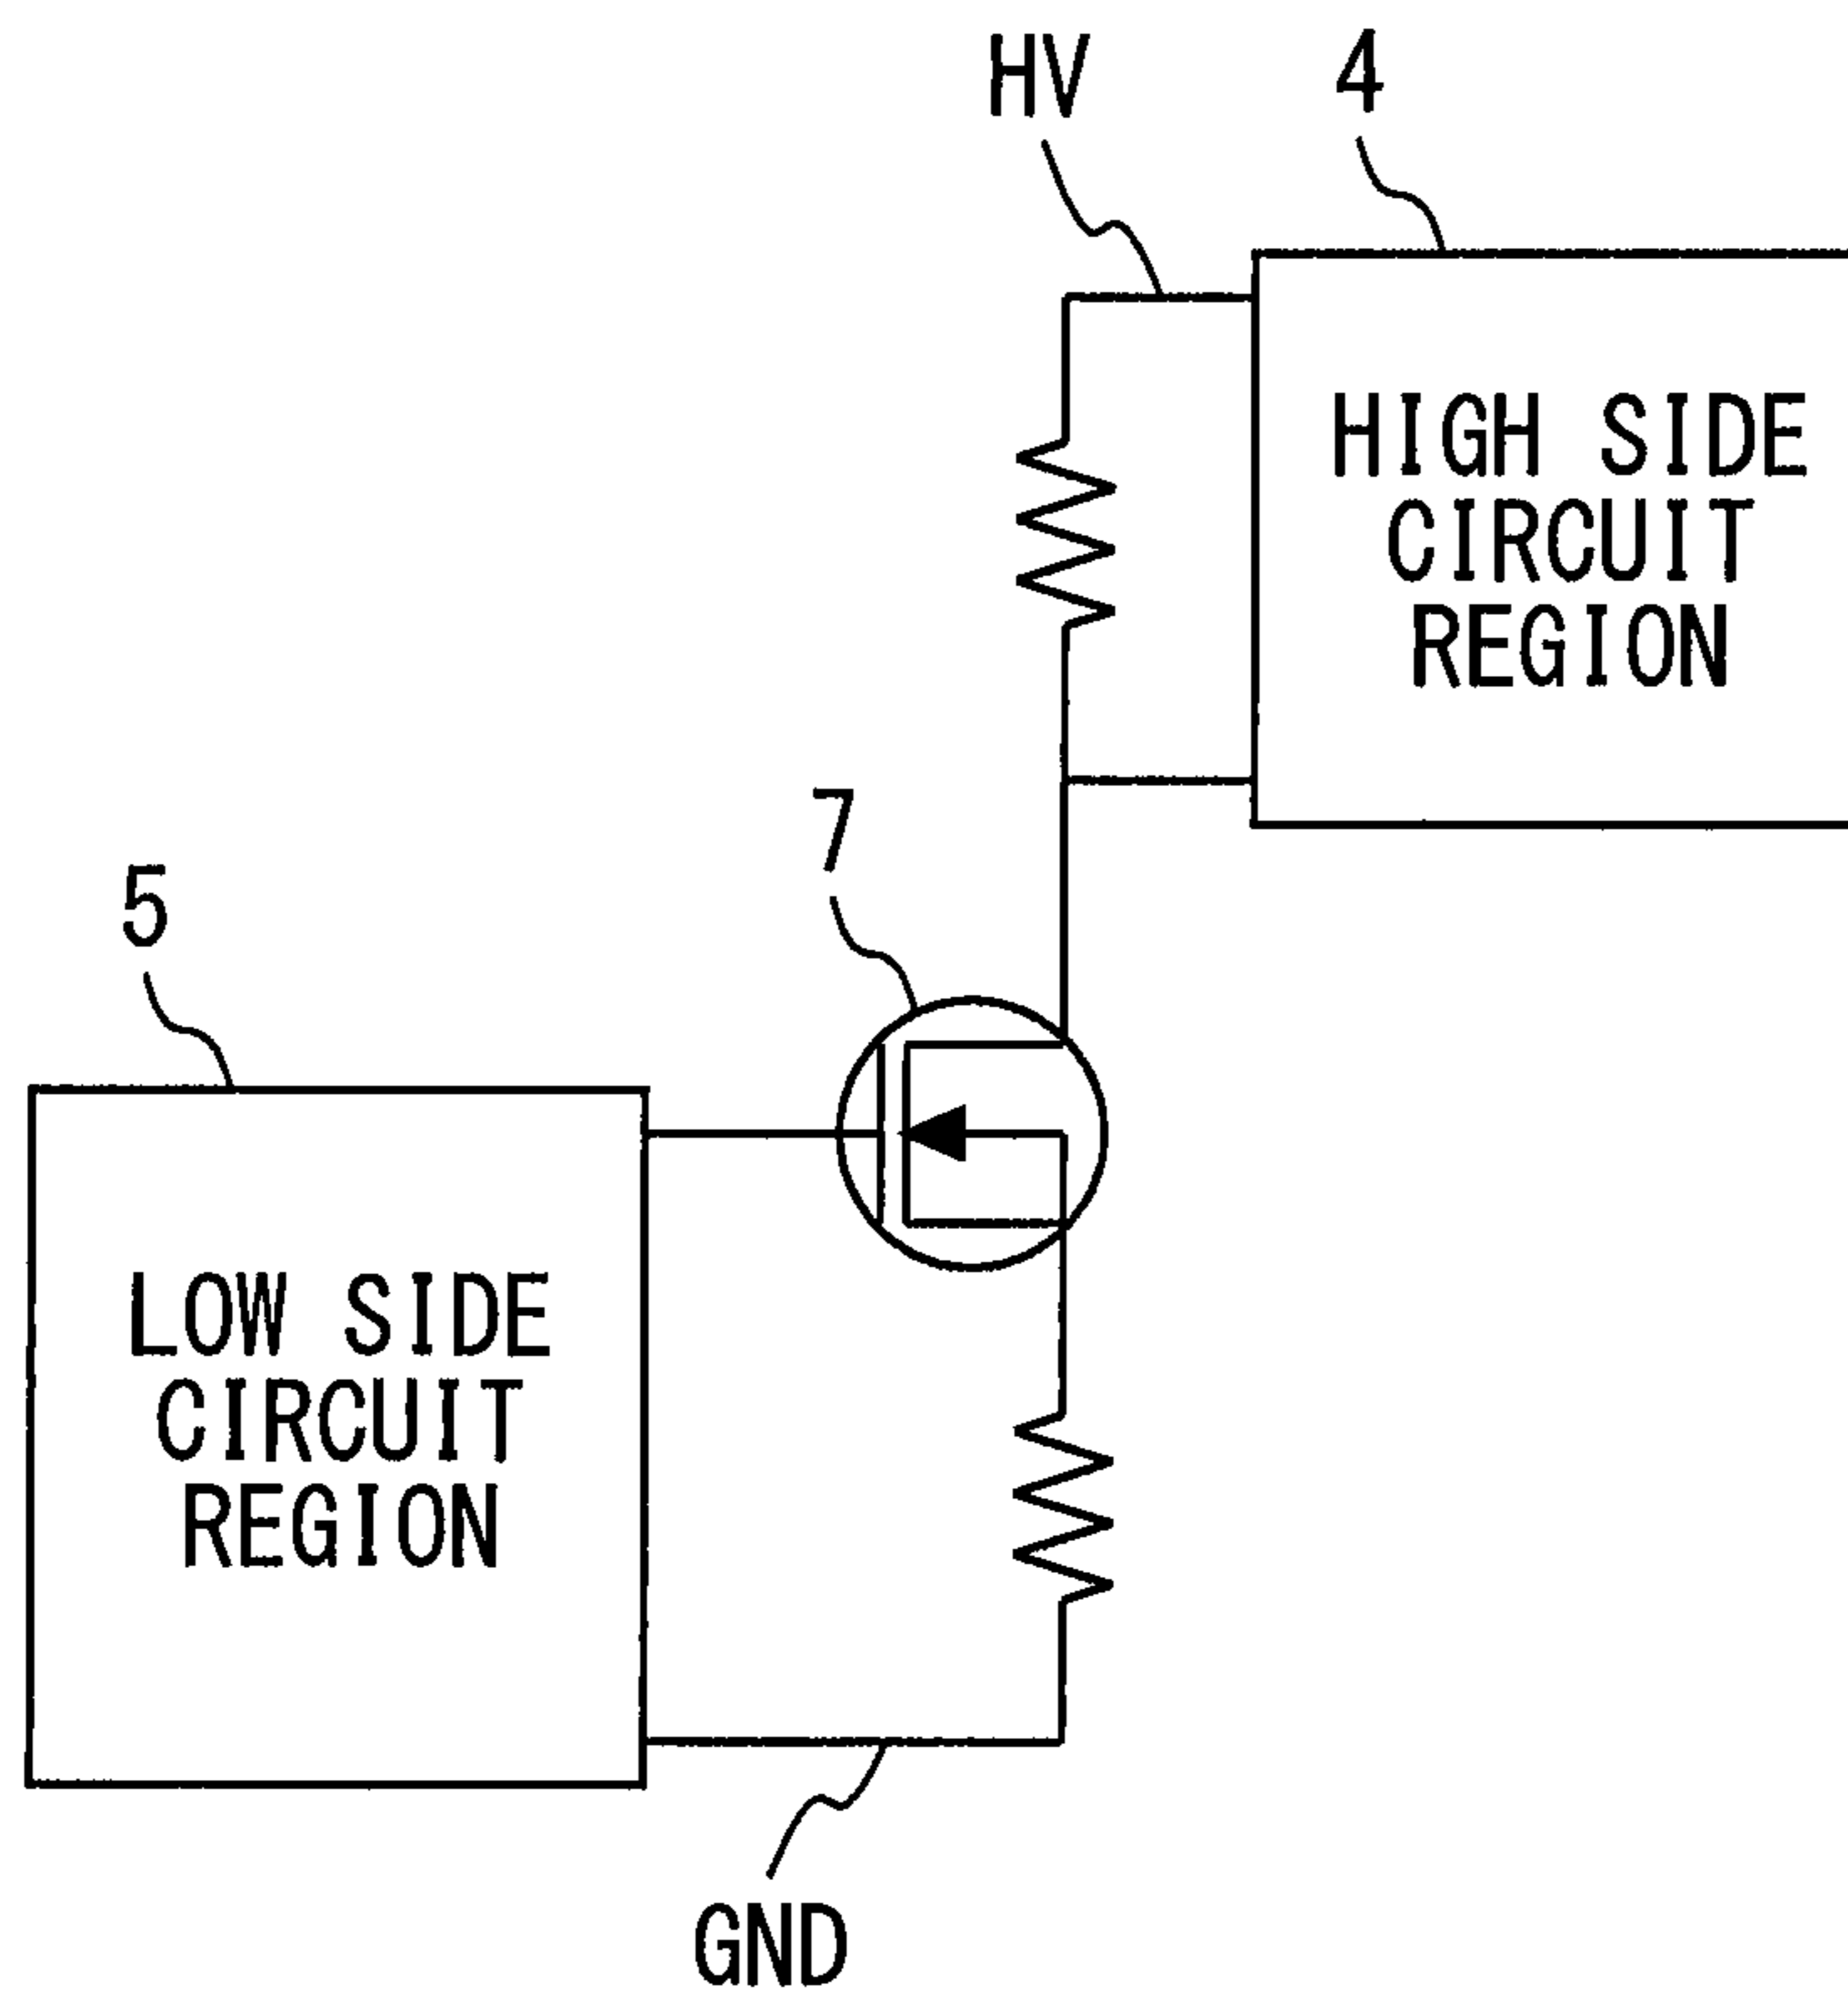 HV
4
HIGH SIDE
CIRCUIT
REGION
7
5
LOW SIDE
CIRCUIT
REGION
GND